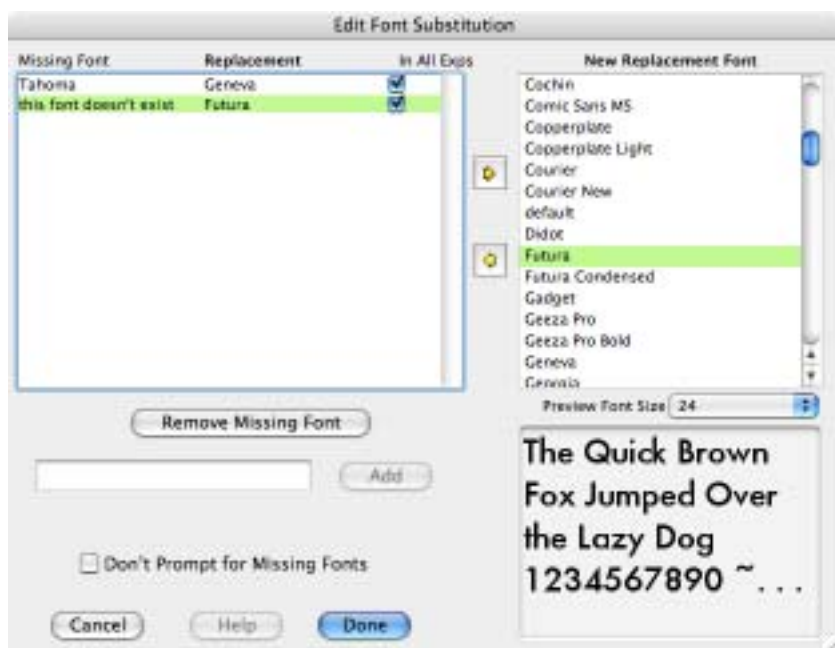 Edit Font Substitution
Missing Font Replacement In All Exps
Tahoma Geneva
this font doesn't exist Futura
Remove Missing Font
Add
Don't Prompt for Missing Fonts
Cancel Help Done
New Replacement Font
Cochin
Comic Sans MS
Copperplate
Copperplate Light
Courier
Courier New
default
Didot
Futura
Futura Condensed
Gadget
Geeza Pro
Geeza Pro Bold
Geneva
Georgia
Preview Font Size 24
The Quick Brown
Fox Jumped Over
the Lazy Dog
1234567890 ~...